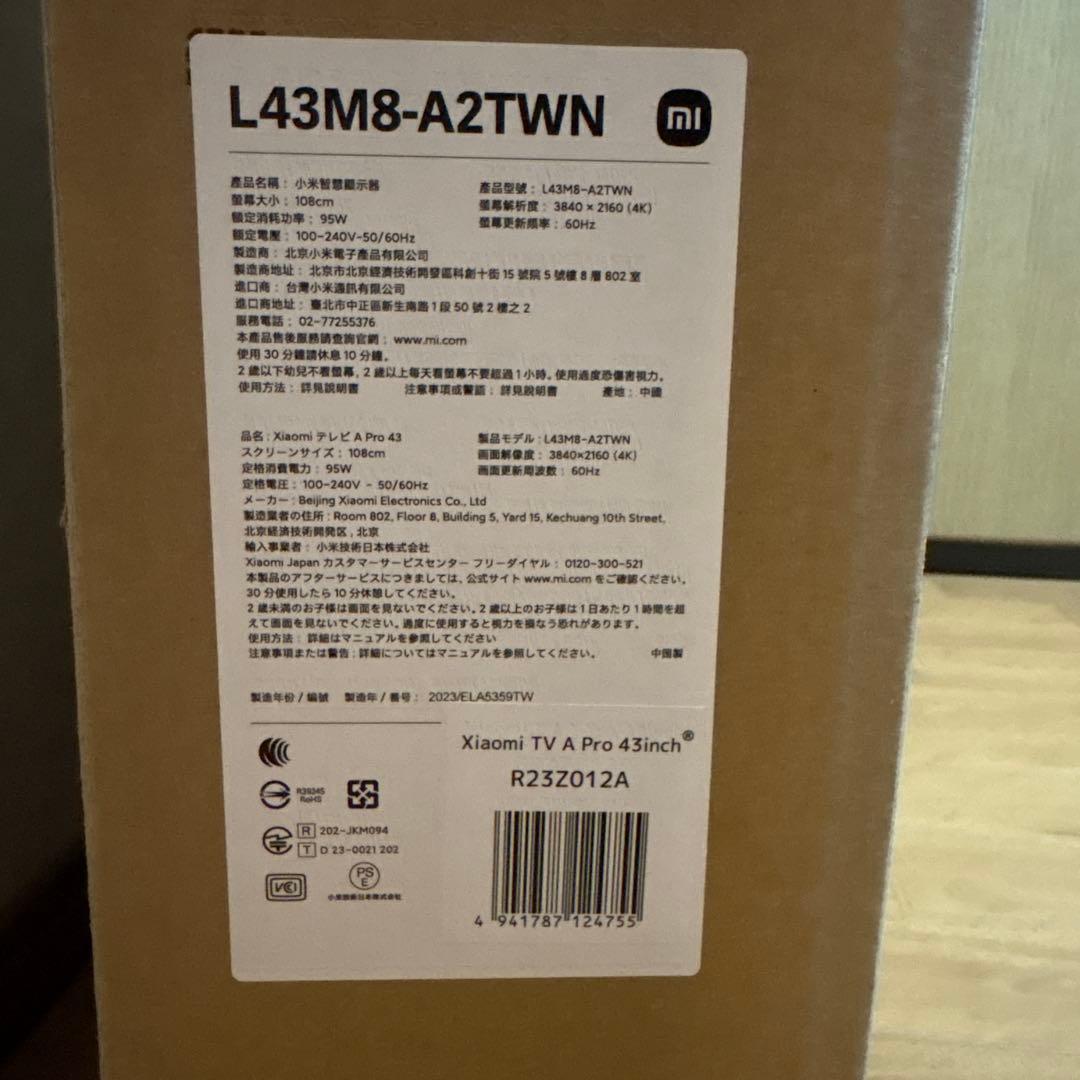 L43M8-A2TWN
mi
產品名稱：小米智慧顯示器
產品型號：L43M8-A2TWN
螢幕大小：108cm
螢幕解析度：3840 × 2160 (4K)
額定消耗功率：95W
螢幕更新頻率：60Hz
額定電壓：100-240V-50/60Hz
製造商：北京小米電子產品有限公司
製造商地址：北京市北京經濟技術開發區科創十街 15 號院 5 號樓 8 層 802 室
進口商：台灣小米通訊有限公司
進口商地址：臺北市中正區新生南路 1 段 50 號 2 樓之 2
服務電話：02-77255376
本產品售後服務請查詢官網：www.mi.com
使用 30 分鐘請休息 10 分鐘。
2 歲以下幼兒不看螢幕，2 歲以上每天看螢幕不要超過 1 小時。使用過度恐傷害視力。
使用方法：詳見說明書 注意事項或警語：詳見說明書 產地：中國
品名：Xiaomi テレビ A Pro 43
製品モデル：L43M8-A2TWN
スクリーンサイズ：108cm
画面解像度：3840×2160 (4K)
定格消費電力：95W
画面更新周波数：60Hz
定格電圧：100-240V - 50/60Hz
メーカー：Beijing Xiaomi Electronics Co., Ltd
製造業者の住所：Room 802, Floor 8, Building 5, Yard 15, Kechuang 10th Street,
北京経済技術開発区，北京
輸入事業者：小米技術日本株式会社
Xiaomi Japan カスタマーサービスセンター フリーダイヤル：0120-300-521
本製品のアフターサービスにつきましては、公式サイト www.mi.com をご確認ください。
30 分使用したら 10 分休憩してください。
2 歳未満のお子様は画面を見ないでください。2 歳以上のお子様は 1 日あたり 1 時間を超
えて画面を見ないでください。過度に使用すると視力を損なう恐れがあります。
使用方法：詳細はマニュアルを参照してください
注意事項または警告：詳細についてはマニュアルを参照してください。 中国製
製造年份 / 編號 製造年 / 番号：2023/ELA5359TW
Xiaomi TV A Pro 43inch®
R23Z012A
R39345
RoHS
R 202-JKM094
T D 23-0021 202
VCI
PSE
小米技術日本株式会社
4 941787 124755